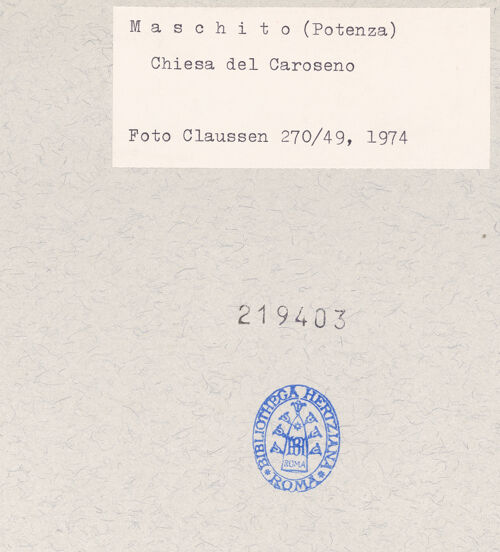 M a s c h i t o (Potenza)
Chiesa del Caroseno
Foto Claussen 270/49, 1974
219403
BIBLIOTHECA HERTZIANA
ROMA
* ROMA *